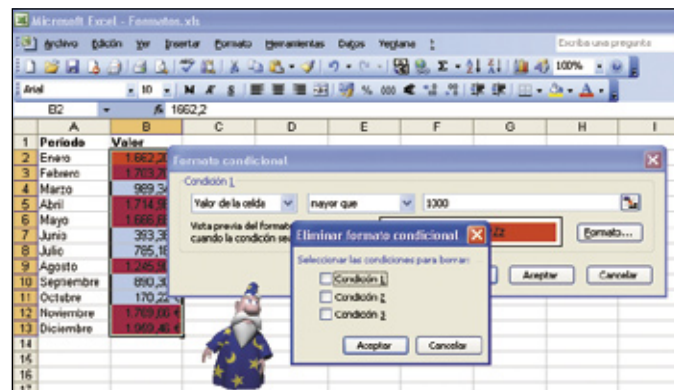 Microsoft Excel - Formatos.xls
Archivo Edición Ver Insertar Formato Herramientas Datos Ventana ?
Escriba una pregunta
100%
Arial 10 N K S % 000
B2 fx 1662,2
A B C D E F G H I
1 Periodo Valor
2 Enero
3 Febrero
4 Marzo 989,34
5 Abril
6 Mayo
7 Junio 393,38
8 Julio 785,18
9 Agosto
10 Septiembre 890,30
11 Octubre 170,22 €
12 Noviembre
13 Diciembre
14
15
16
17
Formato condicional
Condición 1
Valor de la celda mayor que 1000
Vista previa del formato
cuando la condición sea
Formato...
Aceptar Cancelar
Eliminar formato condicional
Seleccionar las condiciones para borrar:
Condición 1
Condición 2
Condición 3
Aceptar Cancelar